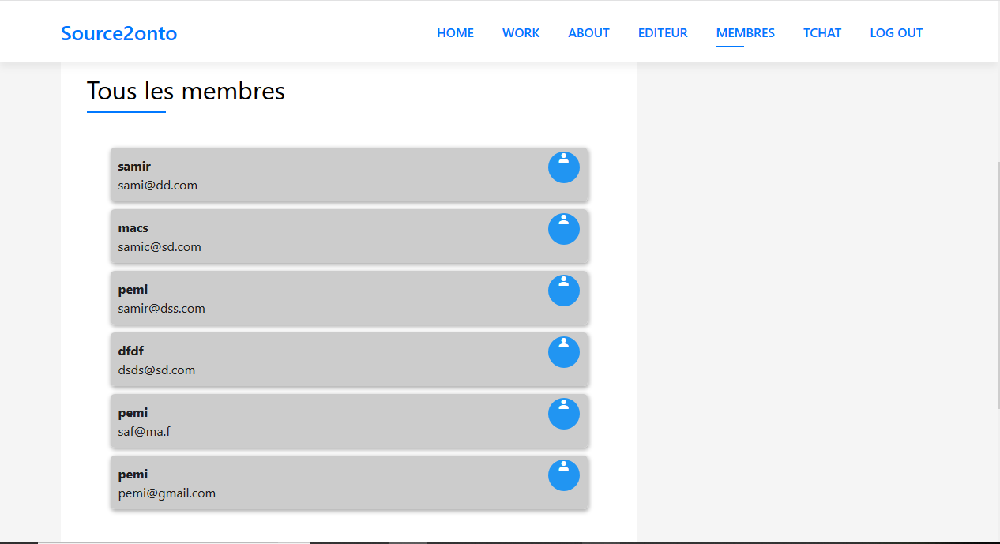 Source2onto
HOME WORK ABOUT EDITEUR MEMBRES TCHAT LOG OUT
Tous les membres
samir
sami@dd.com
macs
samic@sd.com
pemi
samir@dss.com
dfdf
dsds@sd.com
pemi
saf@ma.f
pemi
pemi@gmail.com